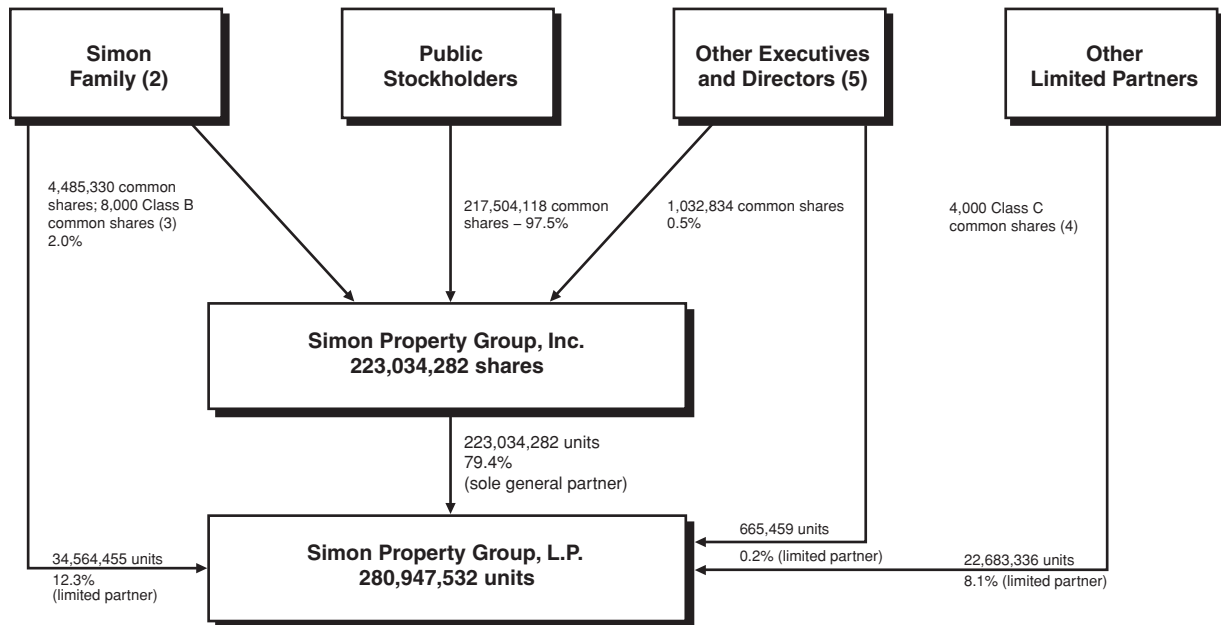 Simon
Family (2)
Public
Stockholders
Other Executives
and Directors (5)
Other
Limited Partners
4,485,330 common
shares; 8,000 Class B
common shares (3)
2.0%
217,504,118 common
shares – 97.5%
1,032,834 common shares
0.5%
4,000 Class C
common shares (4)
Simon Property Group, Inc.
223,034,282 shares
223,034,282 units
79.4%
(sole general partner)
34,564,455 units
12.3%
(limited partner)
Simon Property Group, L.P.
280,947,532 units
665,459 units
0.2% (limited partner)
22,683,336 units
8.1% (limited partner)